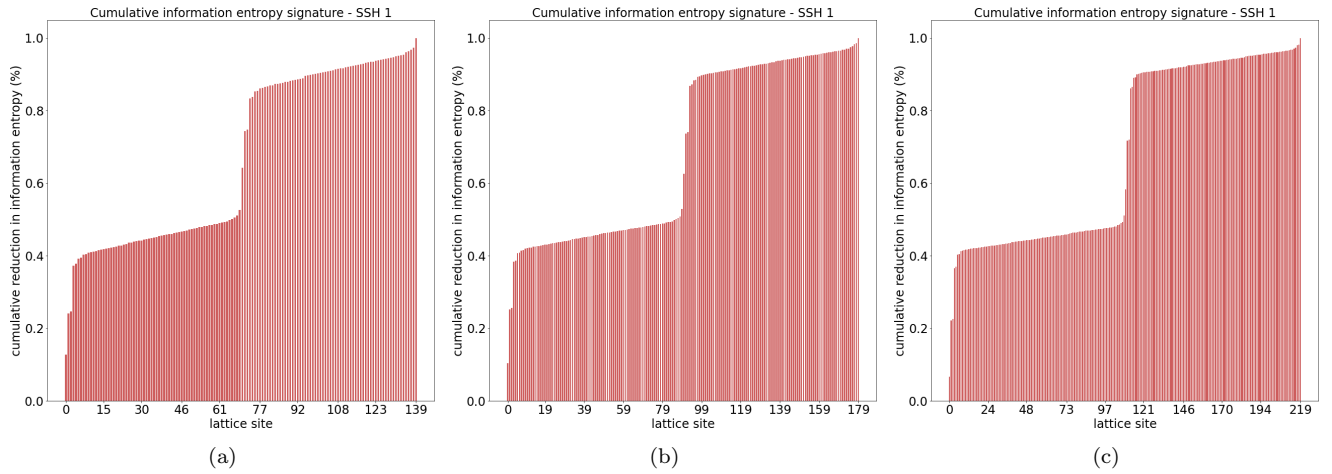 Cumulative information entropy signature - SSH 1
cumulative reduction in information entropy (%)
1.0
0.8
0.6
0.4
0.2
0.0
0 15 30 46 61 77 92 108 123 139
lattice site
(a)
Cumulative information entropy signature - SSH 1
cumulative reduction in information entropy (%)
1.0
0.8
0.6
0.4
0.2
0.0
0 19 39 59 79 99 119 139 159 179
lattice site
(b)
Cumulative information entropy signature - SSH 1
cumulative reduction in information entropy (%)
1.0
0.8
0.6
0.4
0.2
0.0
0 24 48 73 97 121 146 170 194 219
lattice site
(c)